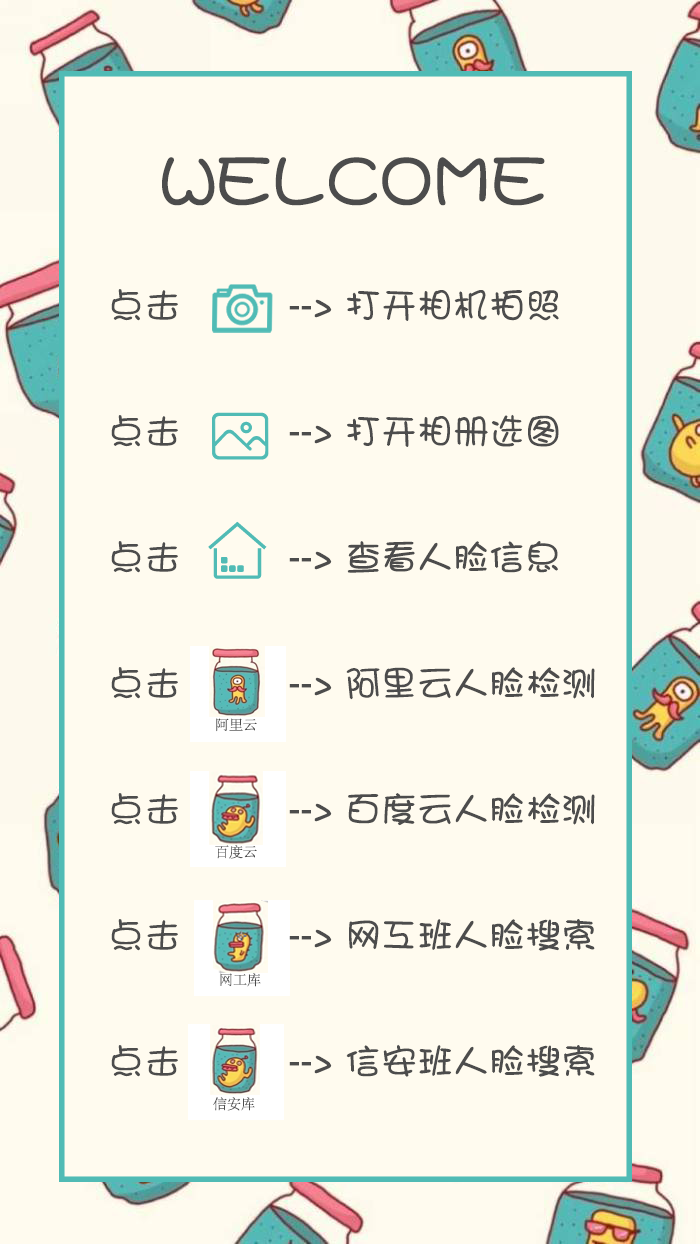 WELCOME
点击 --> 打开相机拍照
点击 --> 打开相册选图
点击 --> 查看人脸信息
点击 --> 阿里云人脸检测
阿里云
点击 --> 百度云人脸检测
百度云
点击 --> 网互班人脸搜索
网工库
点击 --> 信安班人脸搜索
信安库